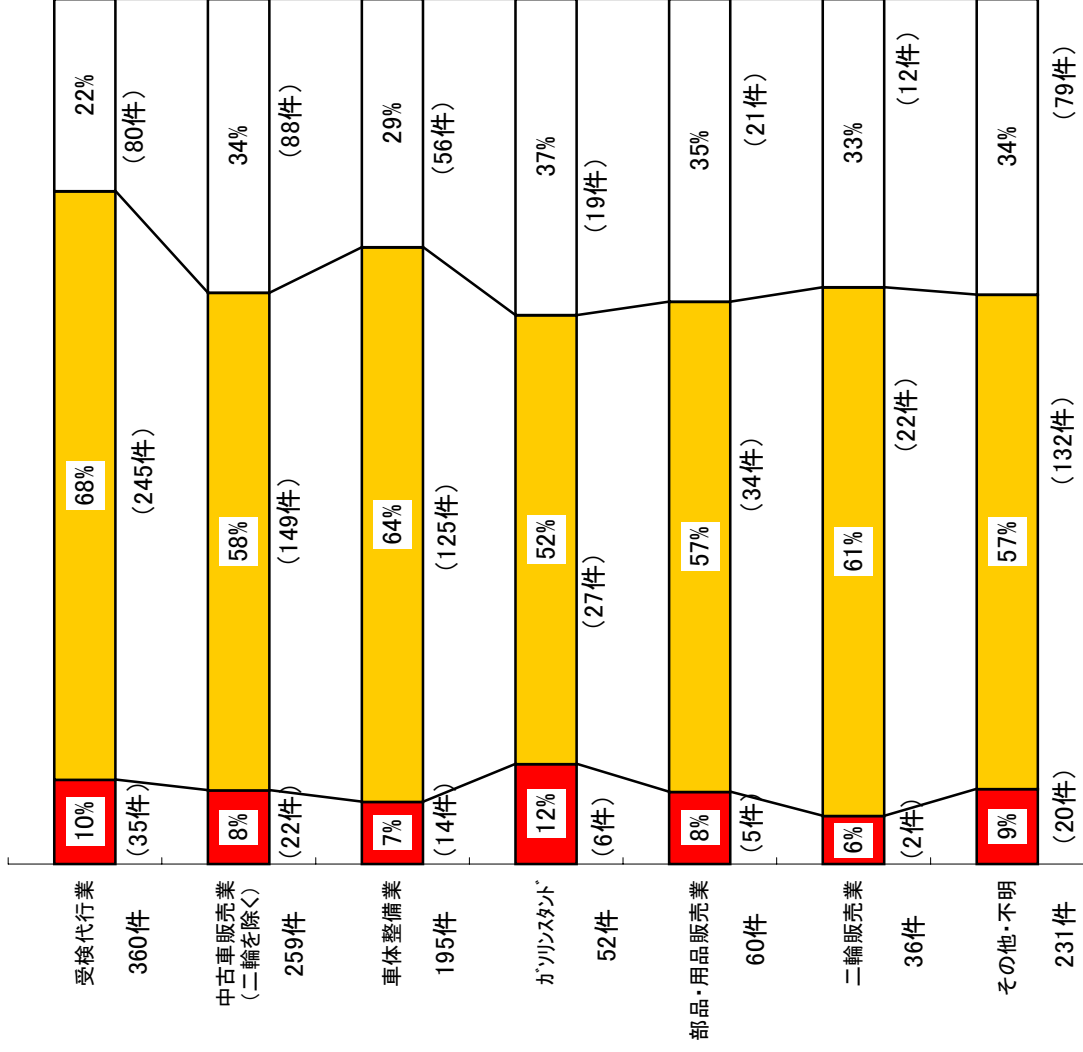 受検代行業
360件
10%
(35件)
68%
(245件)
22%
(80件)
中古車販売業
(二輪を除く)
259件
8%
(22件)
58%
(149件)
34%
(88件)
車体整備業
195件
7%
(14件)
64%
(125件)
29%
(56件)
ガソリンスタンド
52件
12%
(6件)
52%
(27件)
37%
(19件)
部品・用品販売業
60件
8%
(5件)
57%
(34件)
35%
(21件)
二輪販売業
36件
6%
(2件)
61%
(22件)
33%
(12件)
その他・不明
231件
9%
(20件)
57%
(132件)
34%
(79件)